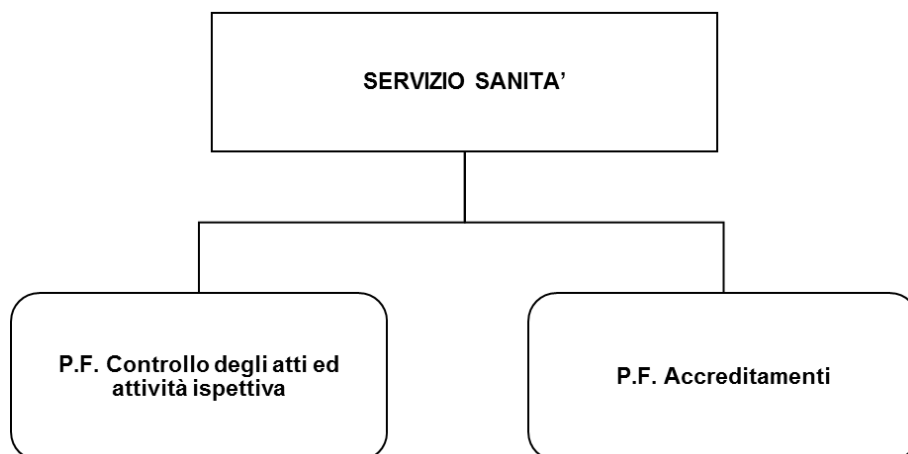 SERVIZIO SANITA’
P.F. Controllo degli atti ed
attività ispettiva
P.F. Accreditamenti